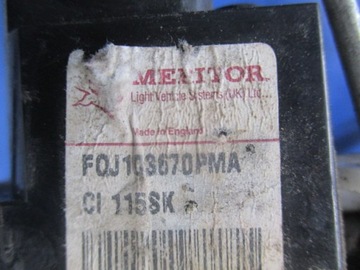 MERITOR
Light Vehicle Systems (UK) Ltd...
Made in England
FQJ103670PMA
CI 115SK